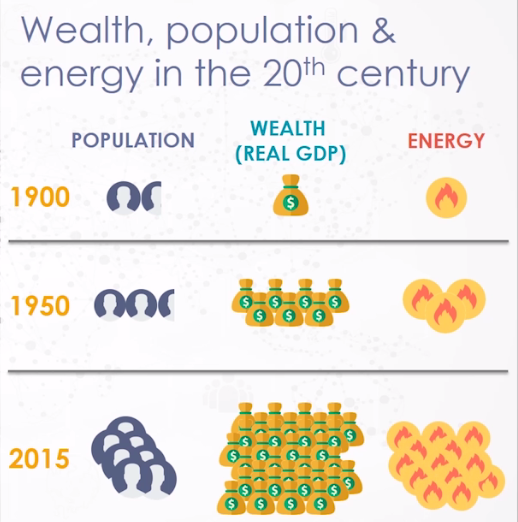 Wealth, population &
energy in the 20th century
POPULATION
WEALTH
(REAL GDP)
ENERGY
1900
$
1950
$ $ $ $
$ $ $
2015